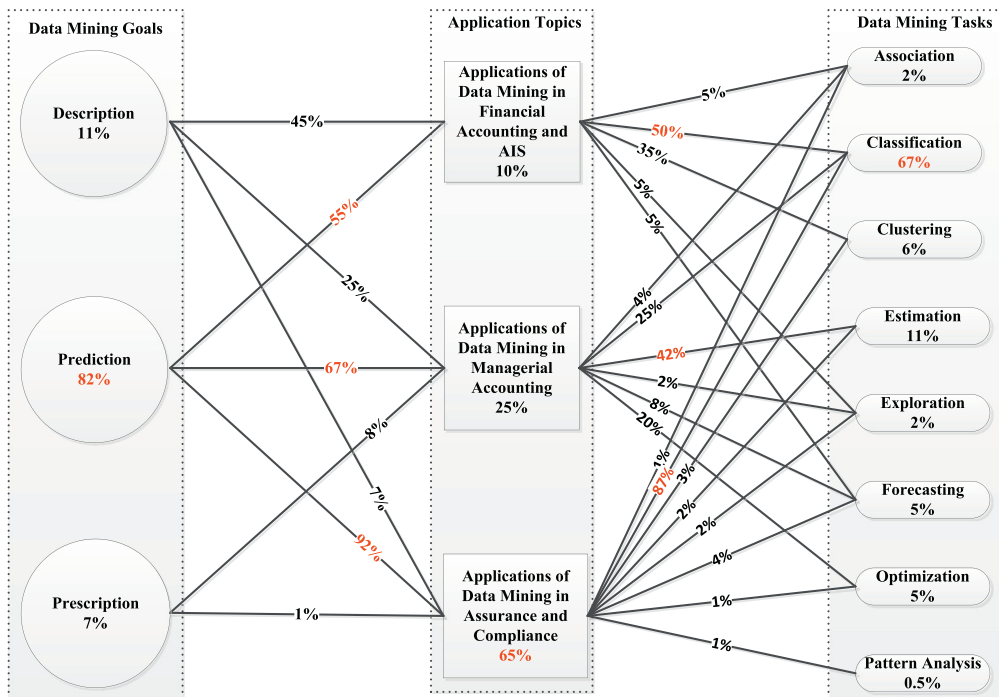 Data Mining Goals
Description
11%
Prediction
82%
Prescription
7%
45%
55%
25%
67%
8%
7%
92%
1%
Application Topics
Applications of
Data Mining in
Financial
Accounting and
AIS
10%
Applications of
Data Mining in
Managerial
Accounting
25%
Applications of
Data Mining in
Assurance and
Compliance
65%
5%
50%
35%
5%
5%
4%
25%
42%
2%
8%
20%
1%
87%
3%
2%
2%
4%
1%
1%
Data Mining Tasks
Association
2%
Classification
67%
Clustering
6%
Estimation
11%
Exploration
2%
Forecasting
5%
Optimization
5%
Pattern Analysis
0.5%